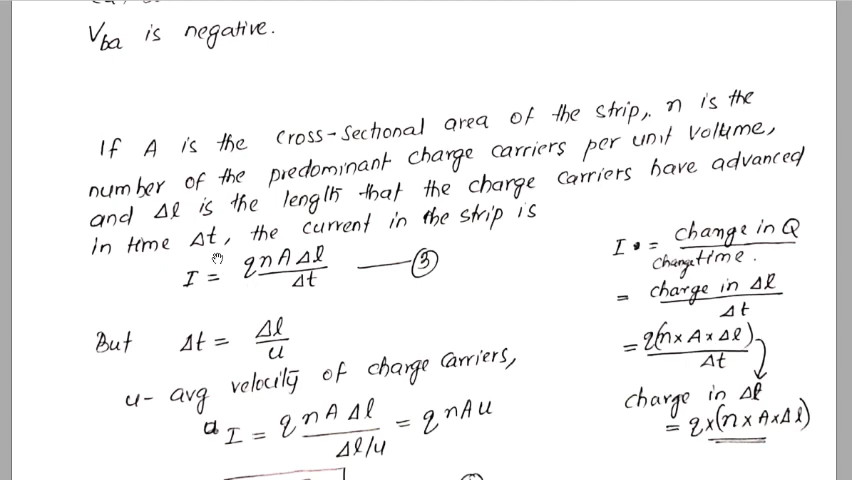 Vba is negative.
If A is the cross-sectional area of the strip, n is the
number of the predominant charge carriers per unit volume,
and Δl is the length that the charge carriers have advanced
in time Δt, the current in the strip is
I = qnAΔl / Δt — ③
But Δt = Δl / u
u - avg velocity of charge carriers,
I = qnAΔl / Δl/u = qnAu
I = change in Q / change time.
= charge in Δl / Δt
= q(n×A×Δl) / Δt
charge in Δl
= q×(n×A×Δl)